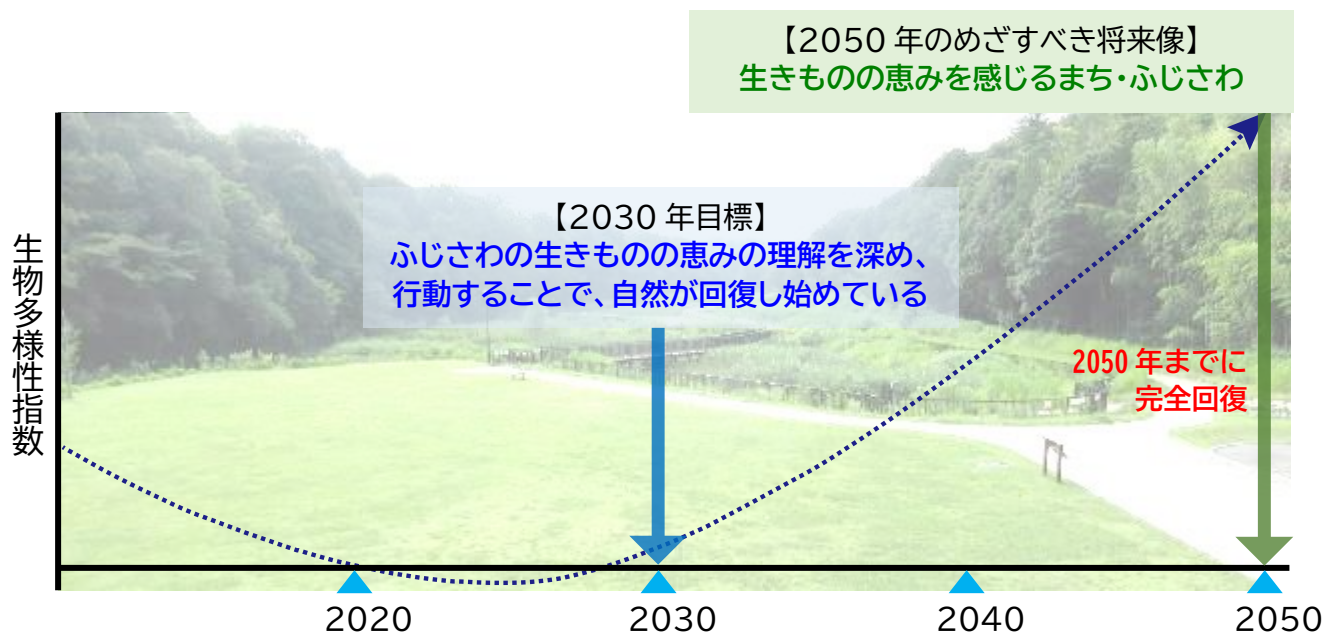 【2050 年のめざすべき将来像】
生きものの恵みを感じるまち・ふじさわ
【2030 年目標】
ふじさわの生きものの恵みの理解を深め、
行動することで、自然が回復し始めている
生物多様性指数
2050 年までに
完全回復
2020
2030
2040
2050